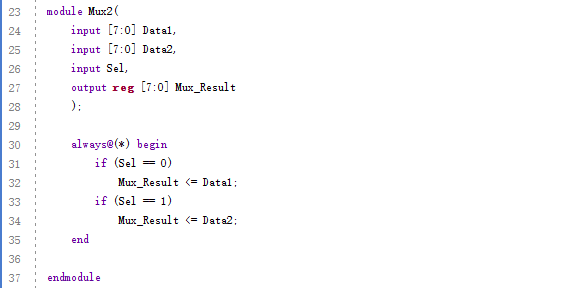 23 module Mux2(
24 input [7:0] Data1,
25 input [7:0] Data2,
26 input Sel,
27 output reg [7:0] Mux_Result
28 );
29
30 always@(*) begin
31 if (Sel == 0)
32 Mux_Result <= Data1;
33 if (Sel == 1)
34 Mux_Result <= Data2;
35 end
36
37 endmodule